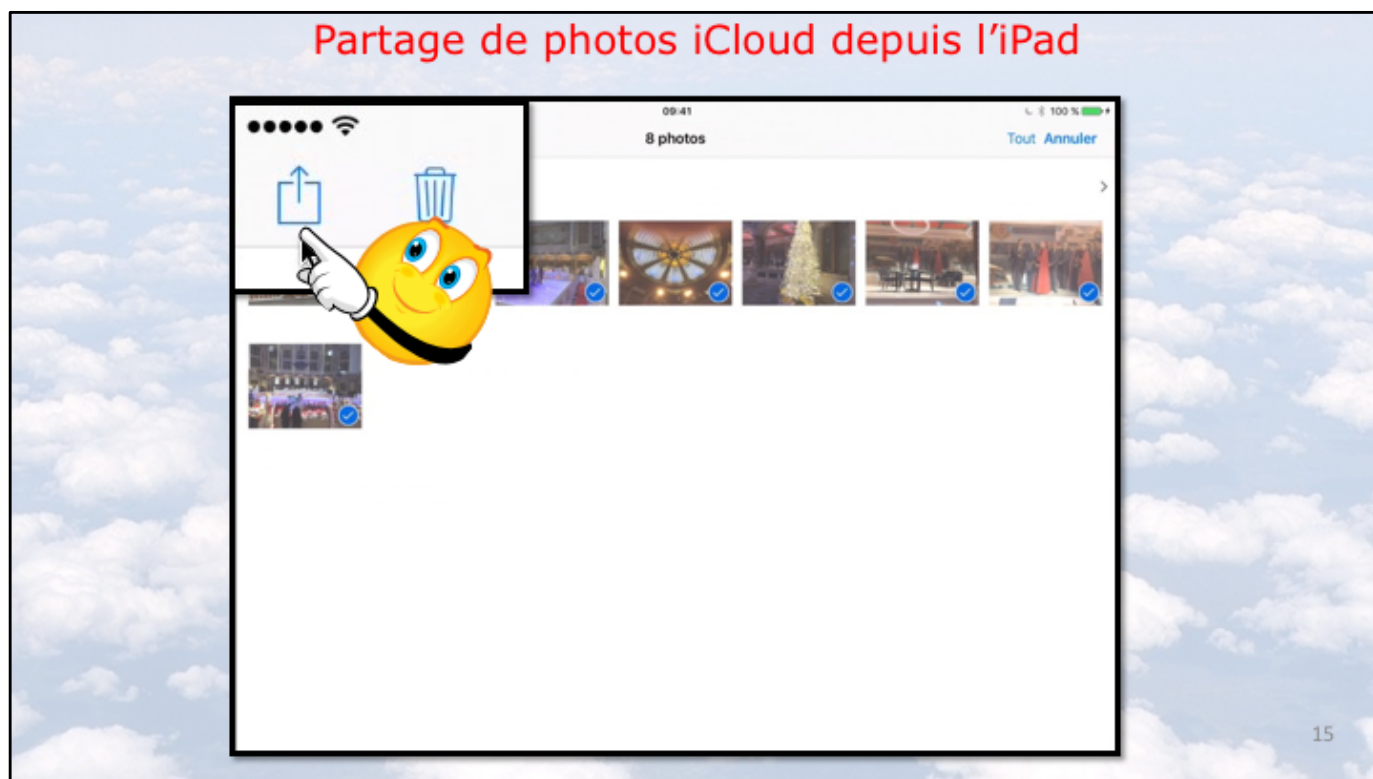 Partage de photos iCloud depuis l'iPad
09:41
100 %
8 photos
Tout Annuler
15